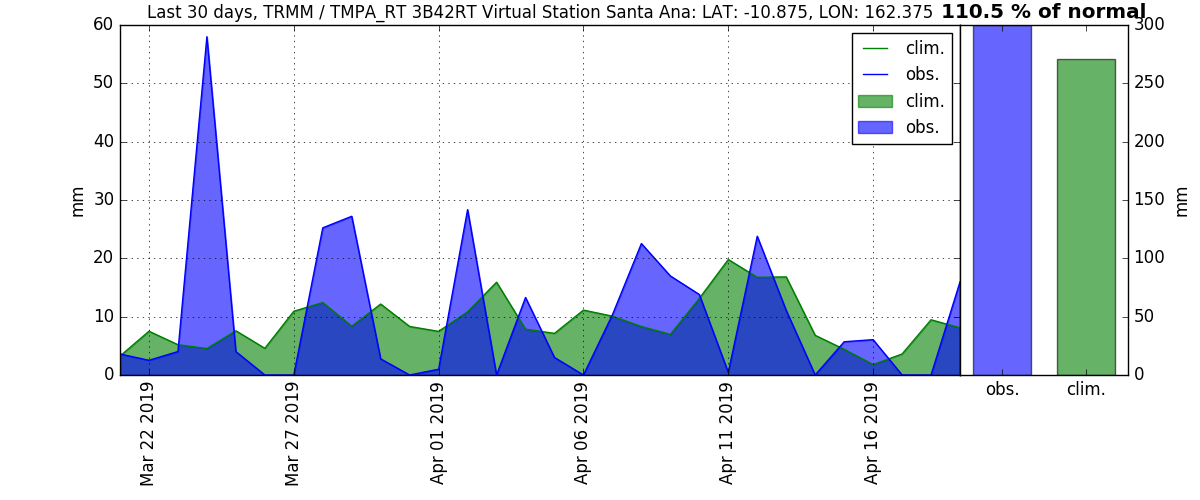 Last 30 days, TRMM / TMPA_RT 3B42RT Virtual Station Santa Ana: LAT: -10.875, LON: 162.375 110.5 % of normal
60
50
40
30
20
10
0
mm
clim.
obs.
clim.
obs.
300
250
200
150
100
50
0
mm
obs.
clim.
Mar 22 2019
Mar 27 2019
Apr 01 2019
Apr 06 2019
Apr 11 2019
Apr 16 2019